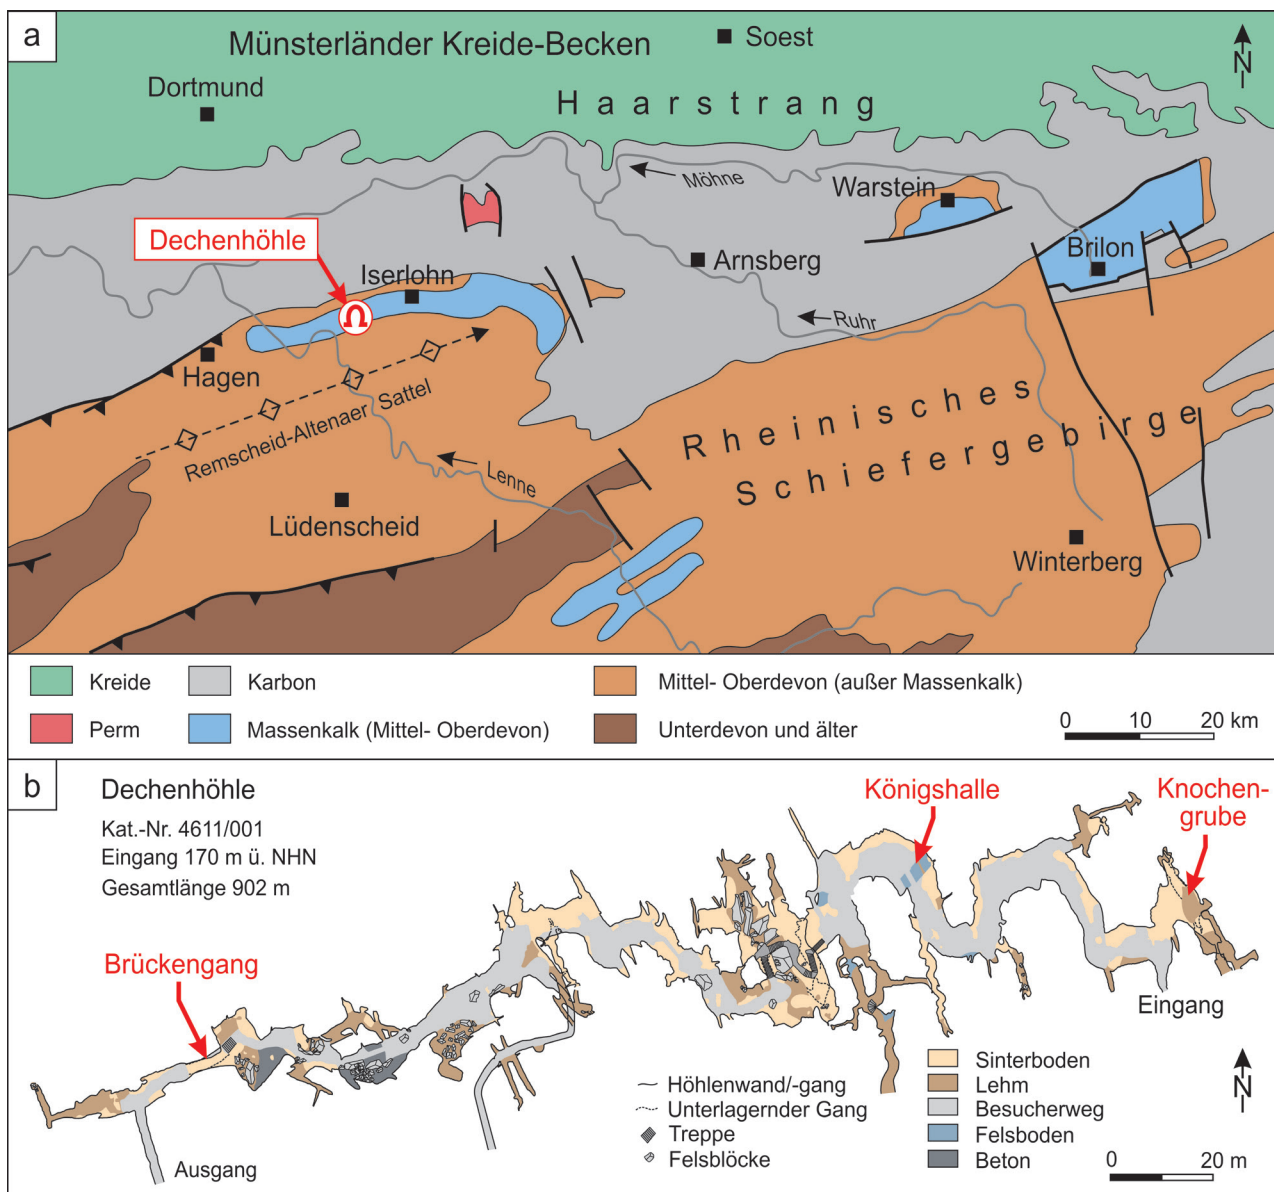 a
Münsterländer Kreide-Becken
Soest
N
Dortmund
Haarstrang
Möhne
Warstein
Dechenhöhle
Iserlohn
Arnsberg
Brilon
Ruhr
Hagen
Remscheid-Altenaer Sattel
Rheinisches
Schiefergebirge
Lenne
Lüdenscheid
Winterberg
Kreide
Karbon
Mittel- Oberdevon (außer Massenkalk)
Perm
Massenkalk (Mittel- Oberdevon)
Unterdevon und älter
0 10 20 km
b
Dechenhöhle
Kat.-Nr. 4611/001
Eingang 170 m ü. NHN
Gesamtlänge 902 m
Königshalle
Knochen-
grube
Brückengang
Eingang
Ausgang
Höhlenwand/-gang
Unterlagernder Gang
Treppe
Felsblöcke
Sinterboden
Lehm
Besucherweg
Felsboden
Beton
N
0 20 m